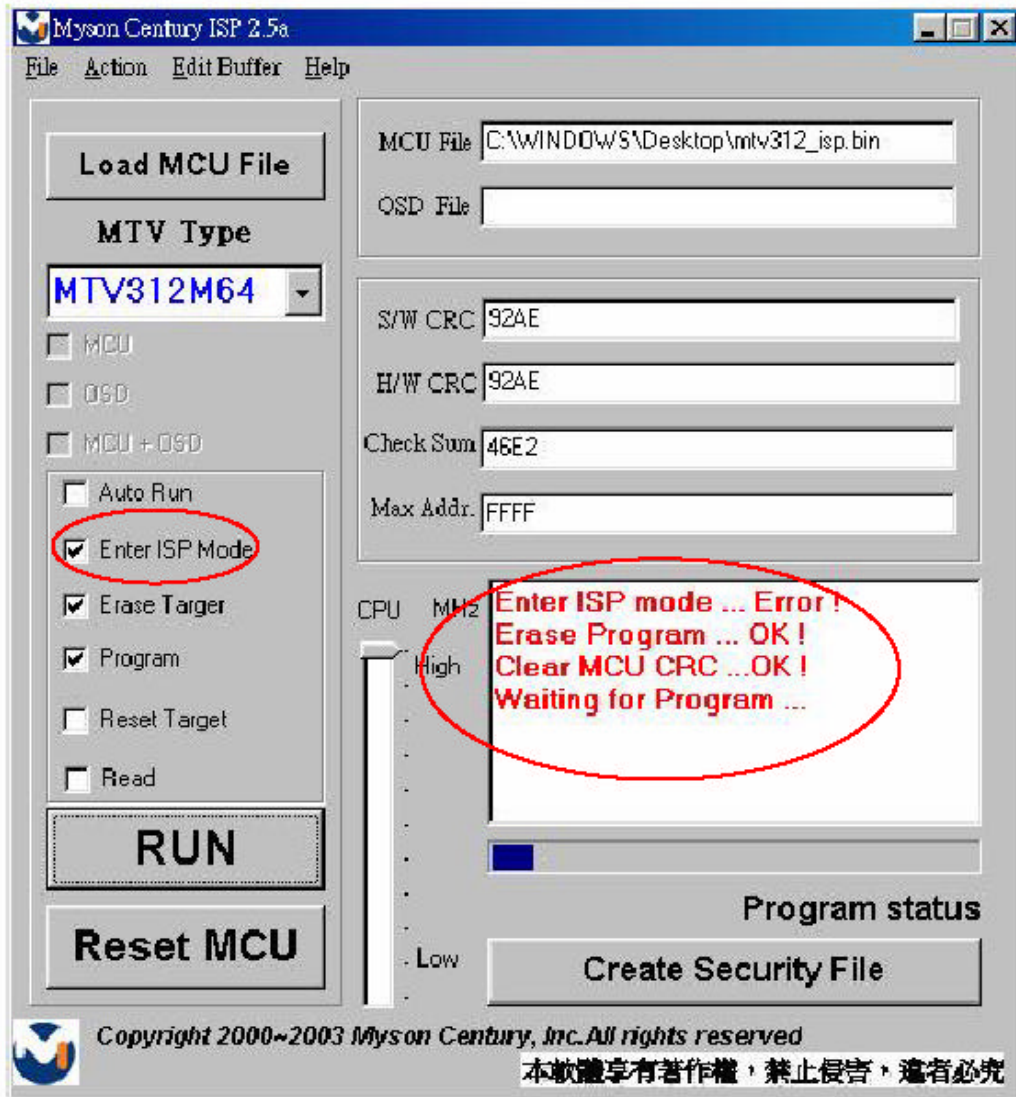 Myson Century ISP 2.5a
File Action Edit Buffer Help
Load MCU File
MTV Type
MTV312M64
MCU
OSD
MCU + OSD
Auto Run
Enter ISP Mode
Erase Targer
Program
Reset Target
Read
RUN
Reset MCU
MCU File C:\WINDOWS\Desktop\mtv312_isp.bin
OSD File
S/W CRC 92AE
H/W CRC 92AE
Check Sum 46E2
Max Addr. FFFF
CPU MHz
High
Low
Enter ISP mode ... Error !
Erase Program ... OK !
Clear MCU CRC ...OK !
Waiting for Program ...
Program status
Create Security File
Copyright 2000~2003 Myson Century, Inc.All rights reserved
本軟體享有著作權，禁止侵害，違者必究